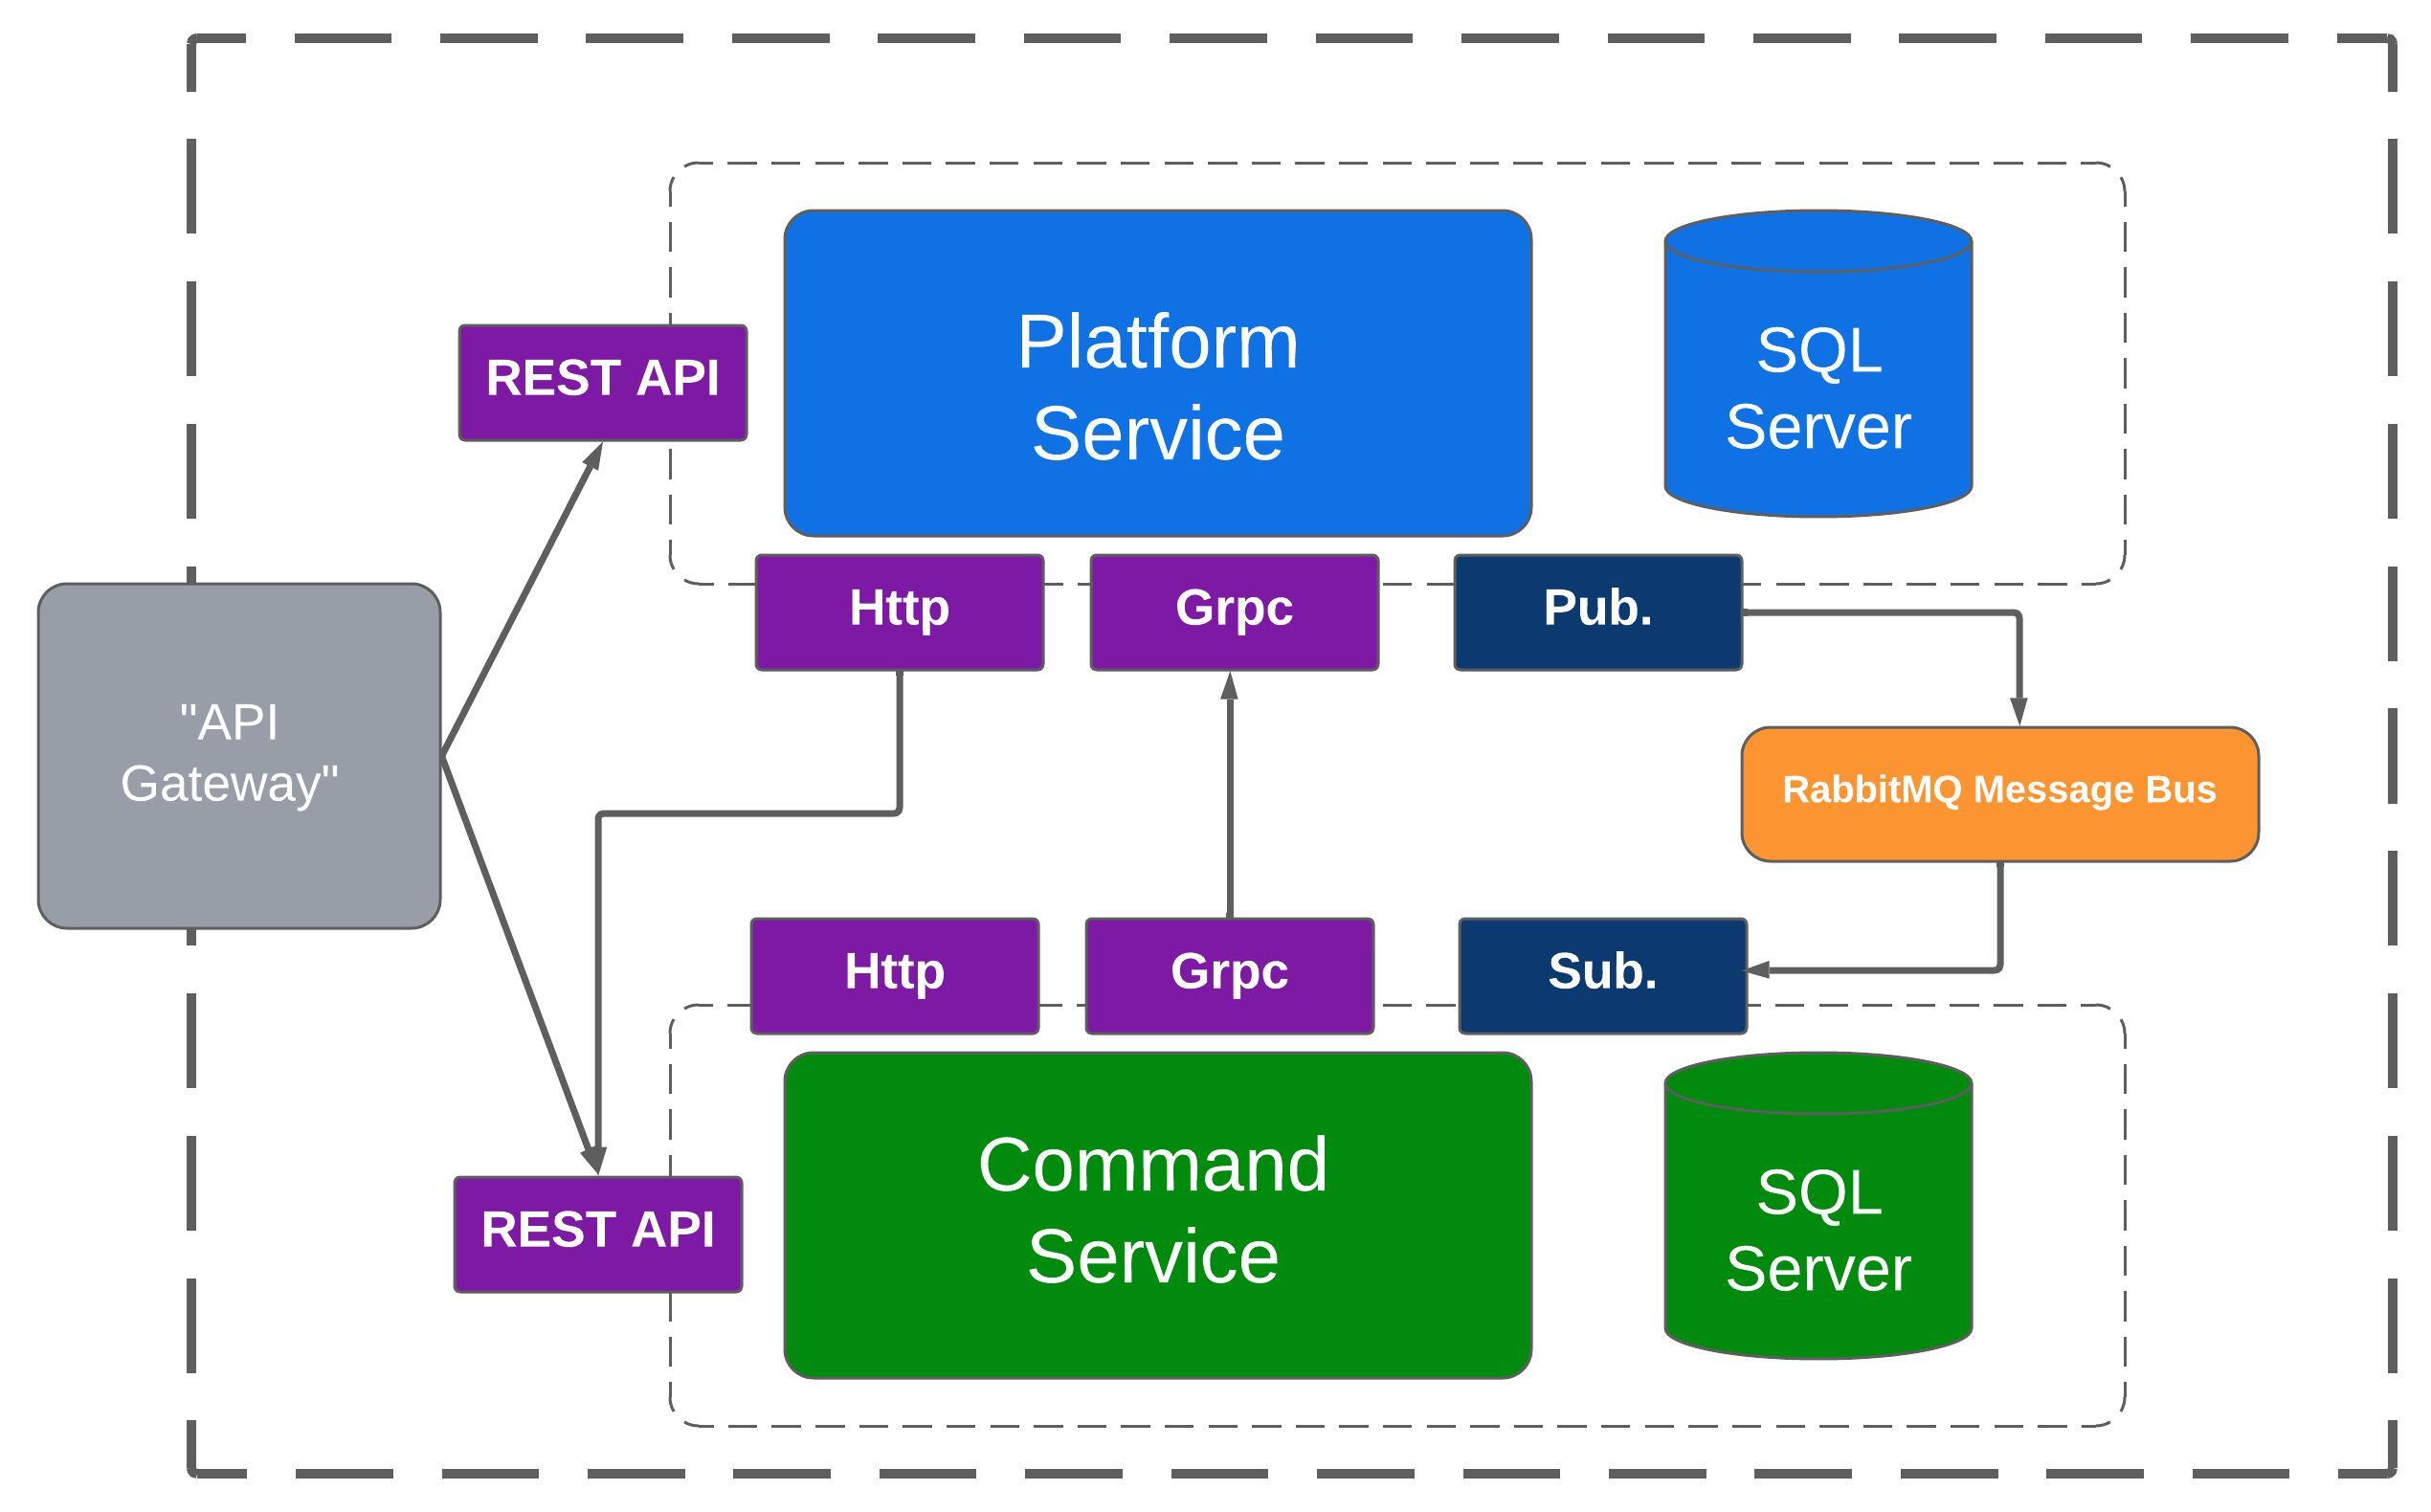 Platform
Service
SQL
Server
REST API
Http
Grpc
Pub.
"API
Gateway"
RabbitMQ Message Bus
Http
Grpc
Sub.
Command
Service
SQL
Server
REST API